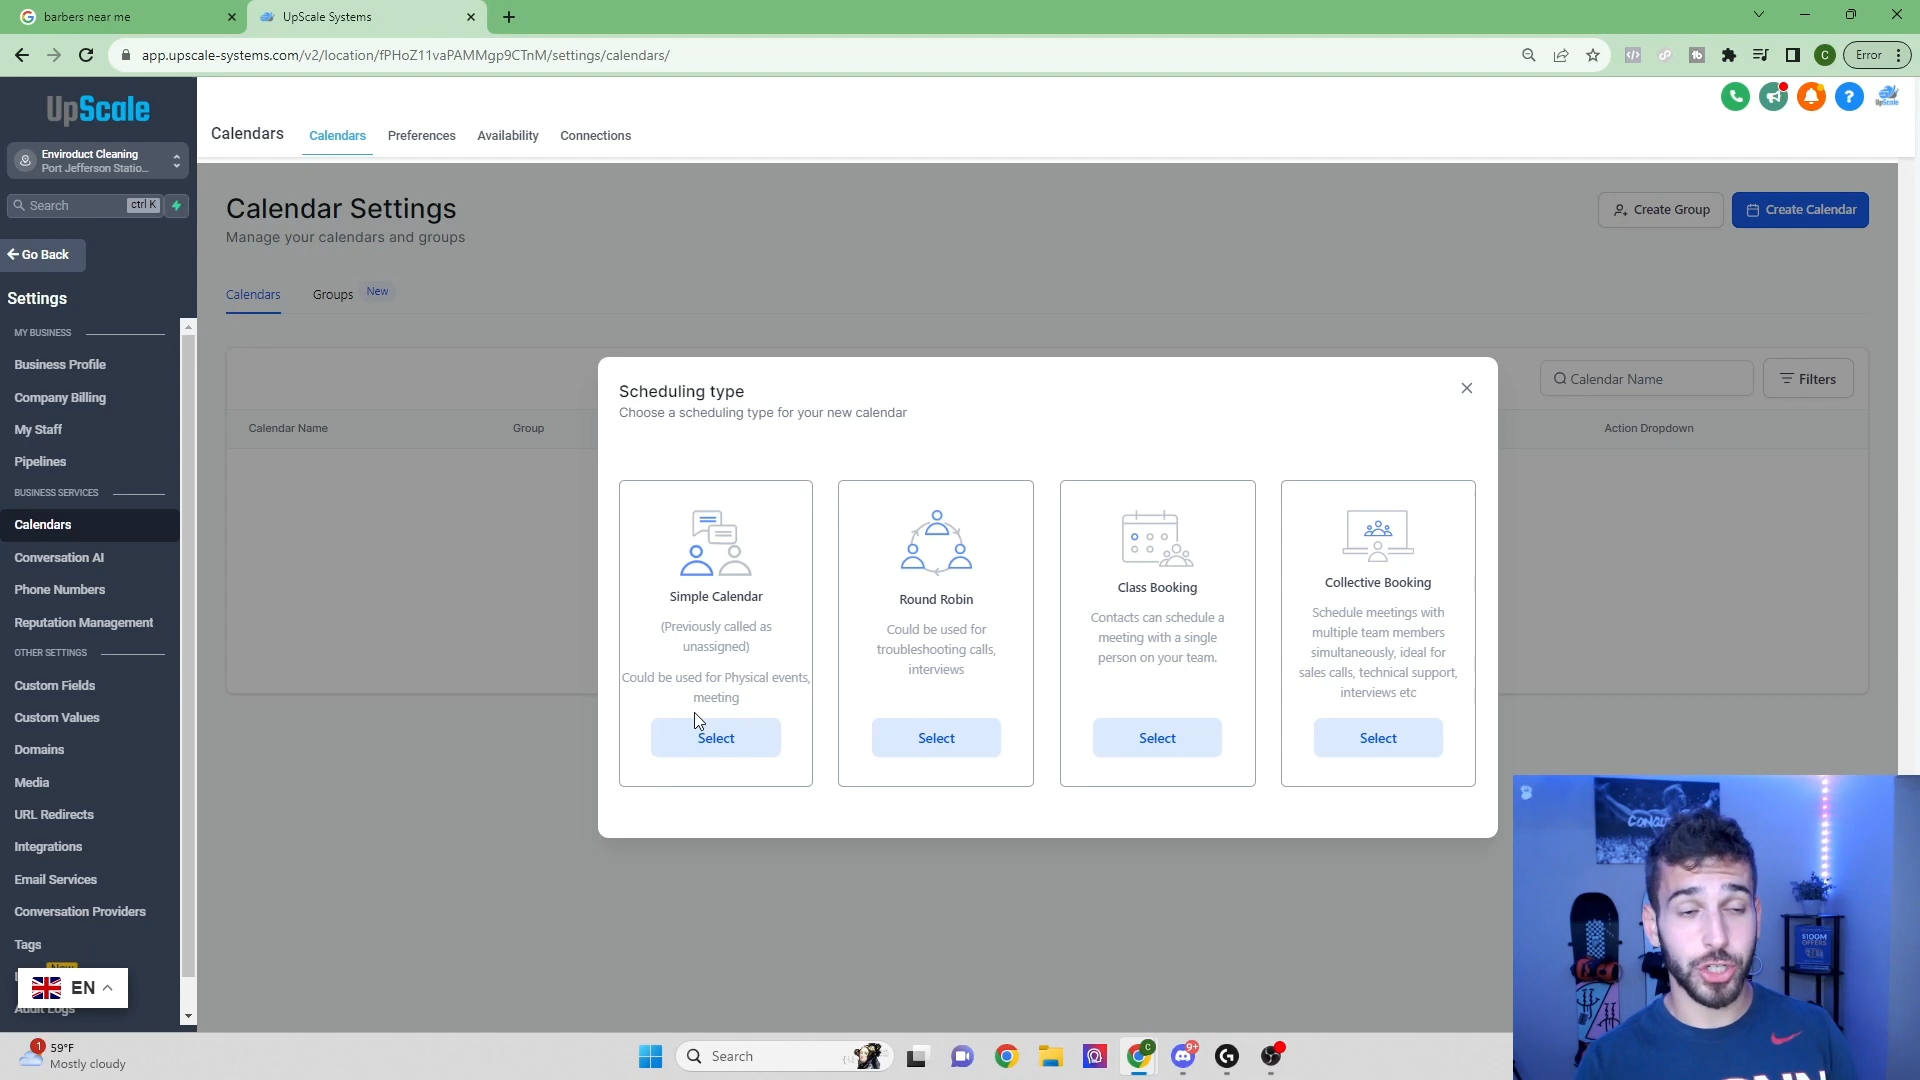 barbers near me
UpScale Systems
app.upscale-systems.com/v2/location/fPHoZ11vaPAMMgp9CTnM/settings/calendars/
C
Error
UpScale
Enviroduct Cleaning
Port Jefferson Statio...
Search
ctrl K
Go Back
Settings
MY BUSINESS
Business Profile
Company Billing
My Staff
Pipelines
BUSINESS SERVICES
Calendars
Conversation AI
Phone Numbers
Reputation Management
OTHER SETTINGS
Custom Fields
Custom Values
Domains
Media
URL Redirects
Integrations
Email Services
Conversation Providers
Tags
New
Audit Logs
EN
Calendars
Calendars
Preferences
Availability
Connections
UpScale
Calendar Settings
Manage your calendars and groups
Create Group
Create Calendar
Calendars
Groups
New
Calendar Name
Filters
Calendar Name
Group
Action Dropdown
Scheduling type
Choose a scheduling type for your new calendar
Simple Calendar
(Previously called as
unassigned)
Could be used for Physical events,
meeting
Select
Round Robin
Could be used for
troubleshooting calls,
interviews
Select
Class Booking
Contacts can schedule a
meeting with a single
person on your team.
Select
Collective Booking
Schedule meetings with
multiple team members
simultaneously, ideal for
sales calls, technical support,
interviews etc
Select
$100M
OFFERS
1
59°F
Mostly cloudy
Search
C
9+